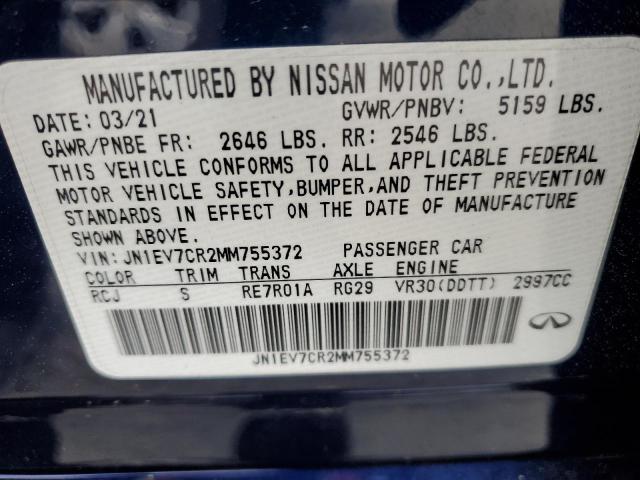 MANUFACTURED BY NISSAN MOTOR CO.,LTD.
DATE: 03/21 GVWR/PNBV: 5159 LBS.
GAWR/PNBE FR: 2646 LBS. RR: 2546 LBS.
THIS VEHICLE CONFORMS TO ALL APPLICABLE FEDERAL
MOTOR VEHICLE SAFETY,BUMPER,AND THEFT PREVENTION
STANDARDS IN EFFECT ON THE DATE OF MANUFACTURE
SHOWN ABOVE.
VIN: JN1EV7CR2MM755372 PASSENGER CAR
COLOR TRIM TRANS AXLE ENGINE
RCJ S RE7R01A RG29 VR30(DDTT) 2997CC
JN1EV7CR2MM755372